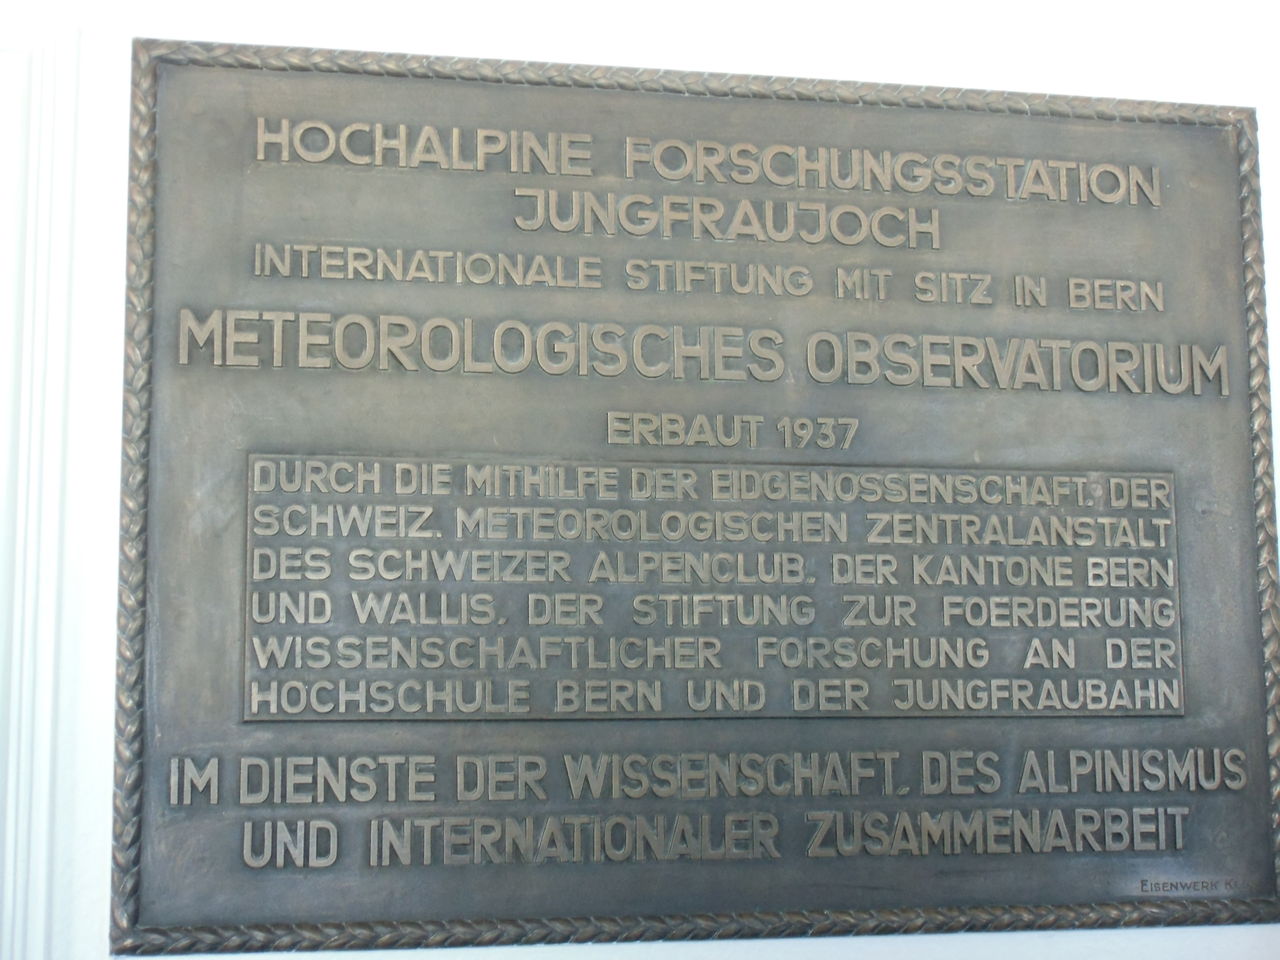 HOCHALPINE FORSCHUNGSSTATION
JUNGFRAUJOCH
INTERNATIONALE STIFTUNG MIT SITZ IN BERN
METEOROLOGISCHES OBSERVATORIUM
ERBAUT 1937
DURCH DIE MITHILFE DER EIDGENOSSENSCHAFT, DER
SCHWEIZ. METEOROLOGISCHEN ZENTRALANSTALT
DES SCHWEIZER ALPENCLUB, DER KANTONE BERN
UND WALLIS, DER STIFTUNG ZUR FOERDERUNG
WISSENSCHAFTLICHER FORSCHUNG AN DER
HOCHSCHULE BERN UND DER JUNGFRAUBAHN
IM DIENSTE DER WISSENSCHAFT, DES ALPINISMUS
UND INTERNATIONALER ZUSAMMENARBEIT
EISENWERK